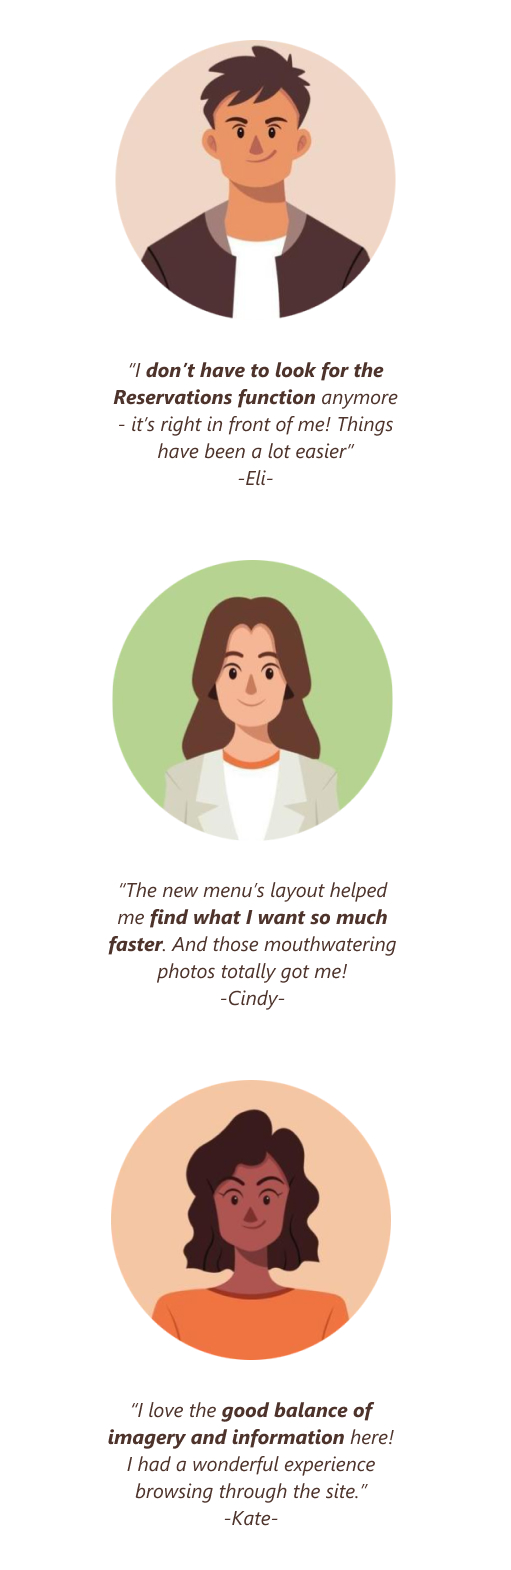 “I don’t have to look for the
Reservations function anymore
- it’s right in front of me! Things
have been a lot easier”
-Eli-
“The new menu’s layout helped
me find what I want so much
faster. And those mouthwatering
photos totally got me!
-Cindy-
“I love the good balance of
imagery and information here!
I had a wonderful experience
browsing through the site.”
-Kate-